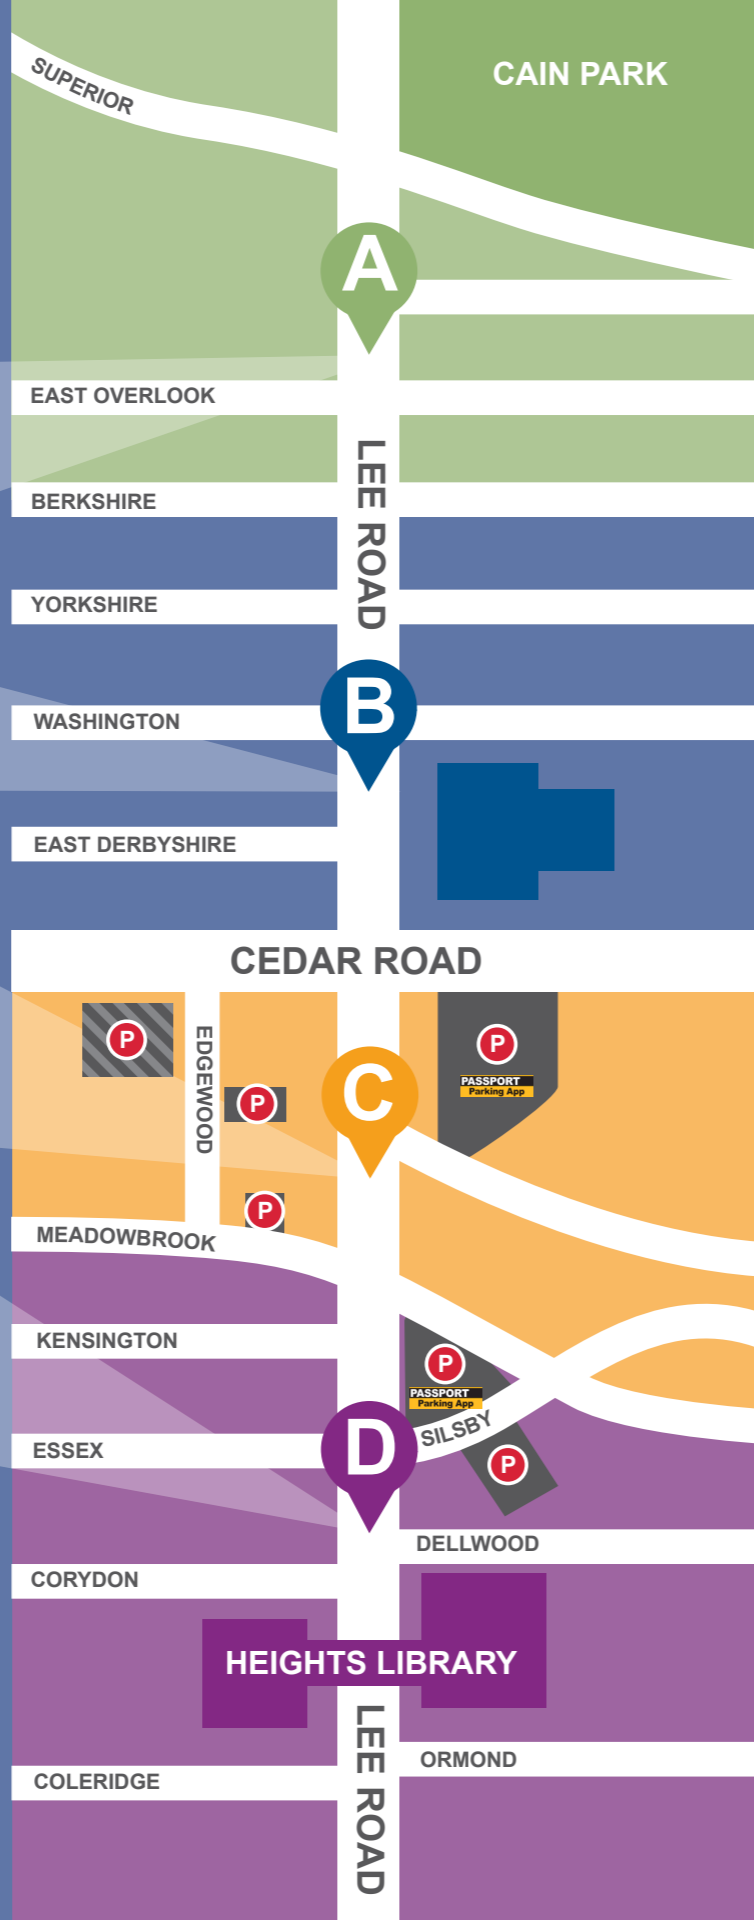 CAIN PARK
SUPERIOR
A
EAST OVERLOOK
LEE ROAD
BERKSHIRE
YORKSHIRE
B
WASHINGTON
EAST DERBYSHIRE
CEDAR ROAD
P
EDGEWOOD
P
PASSPORT
Parking App
P
C
P
MEADOWBROOK
KENSINGTON
P
PASSPORT
Parking App
ESSEX
D
SILSBY
P
DELLWOOD
CORYDON
HEIGHTS LIBRARY
LEE ROAD
ORMOND
COLERIDGE